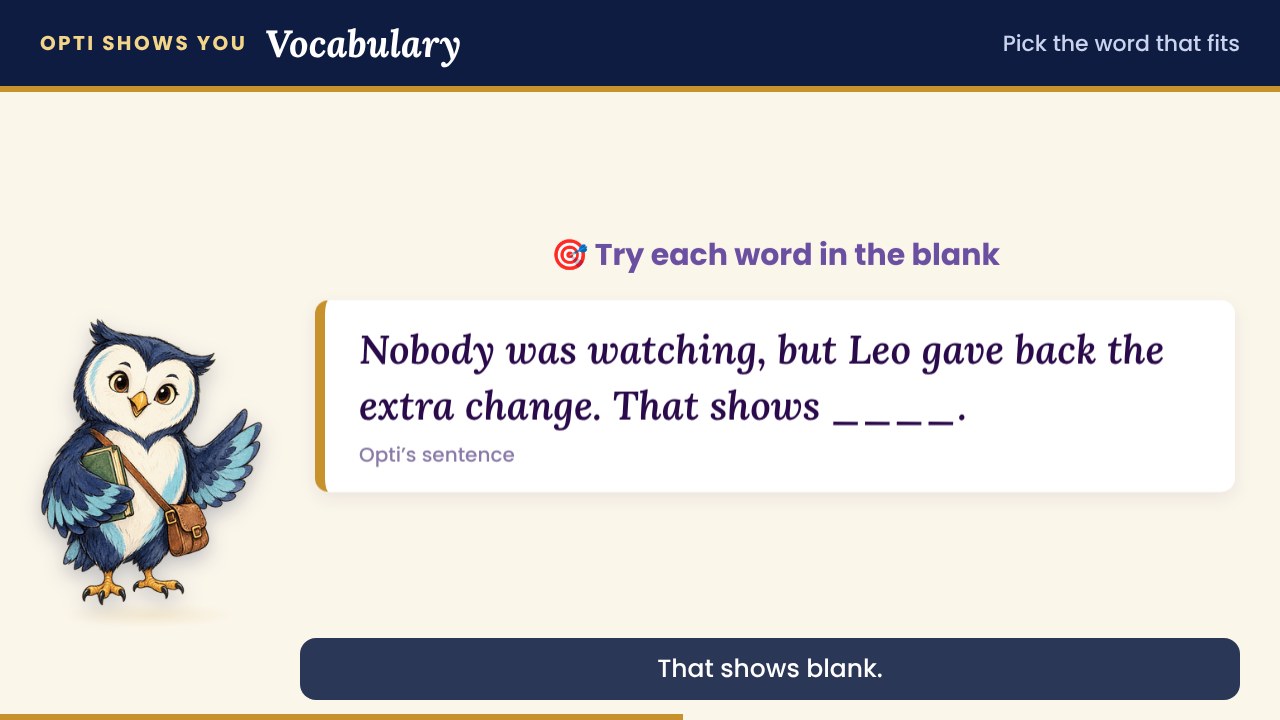 OPTI SHOWS YOU Vocabulary
Pick the word that fits
🎯 Try each word in the blank
Nobody was watching, but Leo gave back the
extra change. That shows ____.
Opti’s sentence
That shows blank.